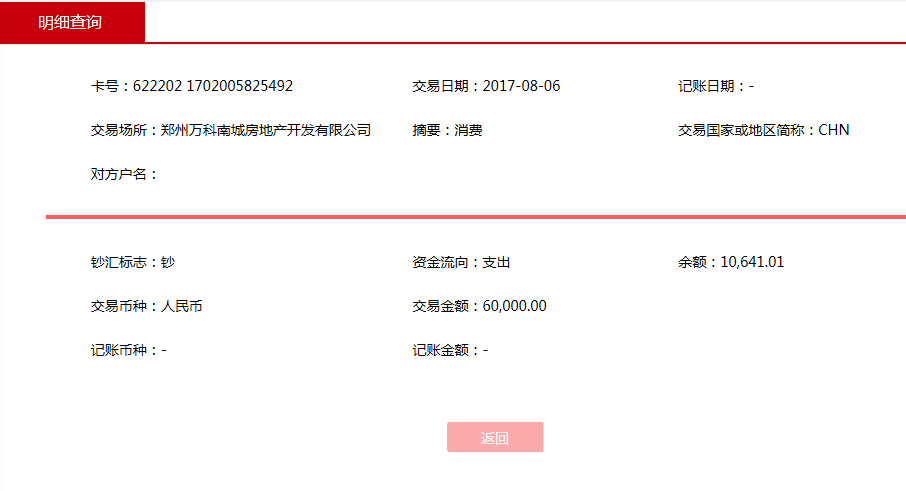 明细查询
卡号：622202 1702005825492 交易日期：2017-08-06 记账日期：-
交易场所：郑州万科南城房地产开发有限公司 摘要：消费 交易国家或地区简称：CHN
对方户名：
钞汇标志：钞 资金流向：支出 余额：10,641.01
交易币种：人民币 交易金额：60,000.00
记账币种：- 记账金额：-
返回